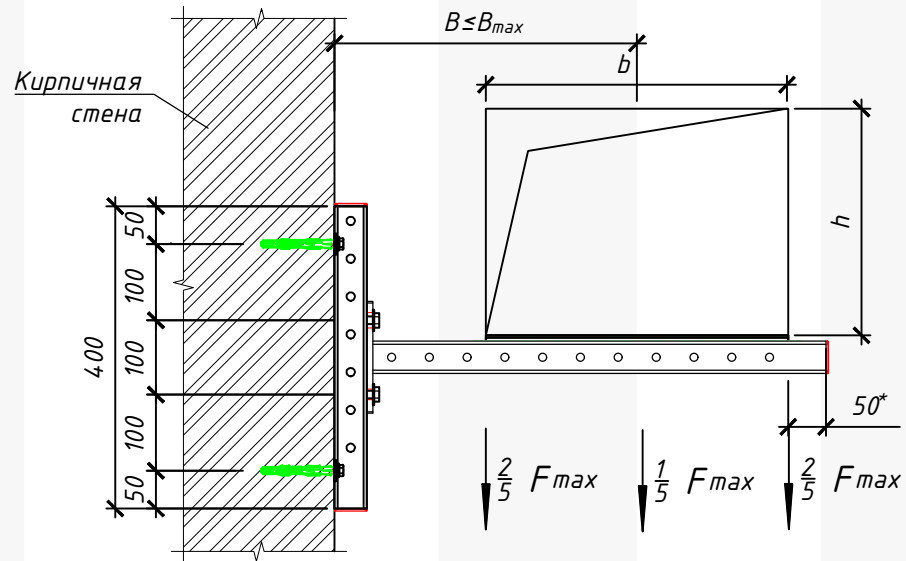 B≤Bmax
b
Кирпичная
стена
h
50
100
400
100
100
50
50*
2/5 Fmax
1/5 Fmax
2/5 Fmax